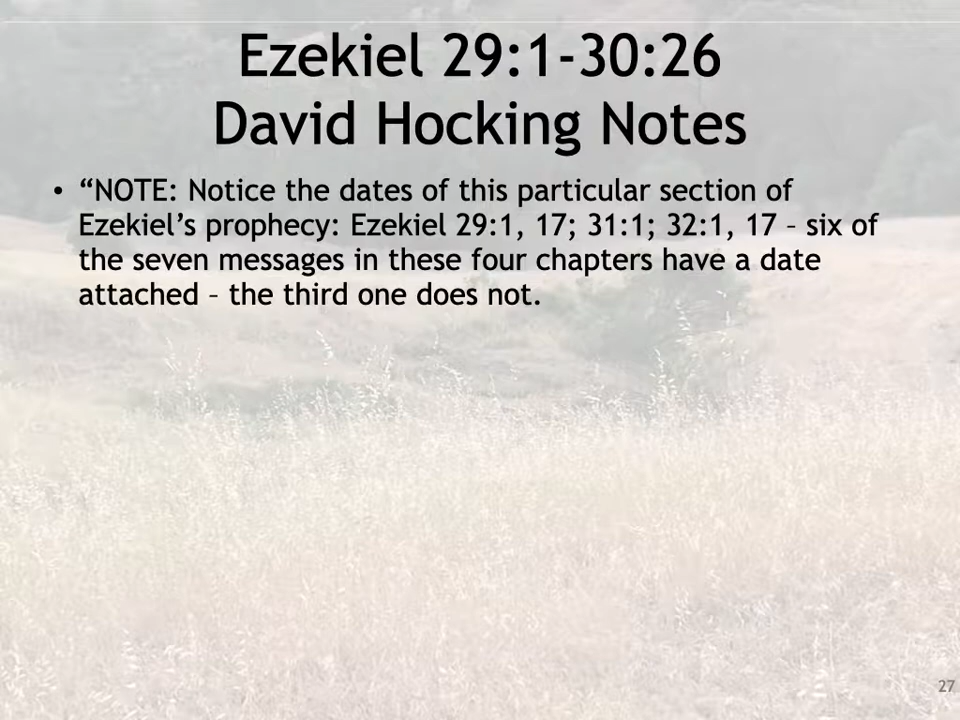 Ezekiel 29:1-30:26
David Hocking Notes
• “NOTE: Notice the dates of this particular section of
Ezekiel’s prophecy: Ezekiel 29:1, 17; 31:1; 32:1, 17 – six of
the seven messages in these four chapters have a date
attached – the third one does not.
27